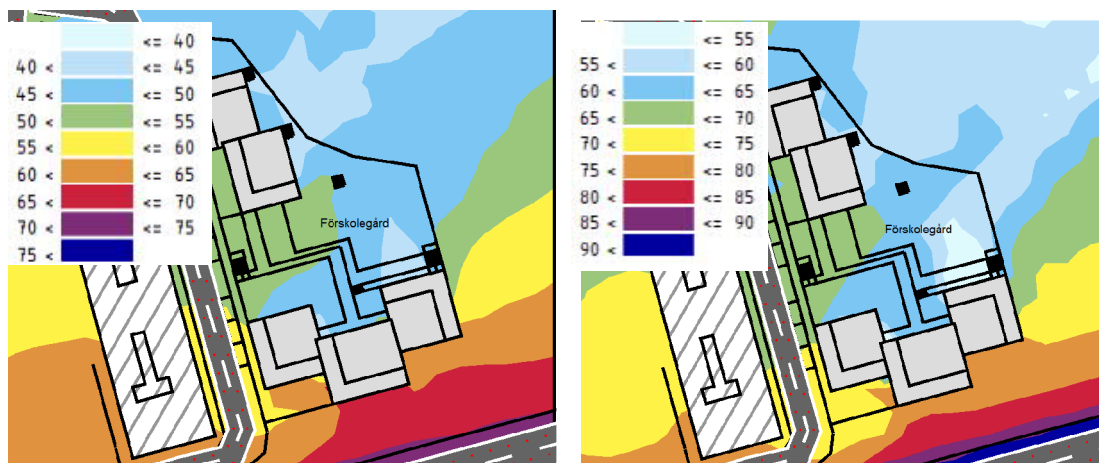 <= 40
40 < <= 45
45 < <= 50
50 < <= 55
55 < <= 60
60 < <= 65
65 < <= 70
70 < <= 75
75 <
Förskolegård
<= 55
55 < <= 60
60 < <= 65
65 < <= 70
70 < <= 75
75 < <= 80
80 < <= 85
85 < <= 90
90 <
Förskolegård